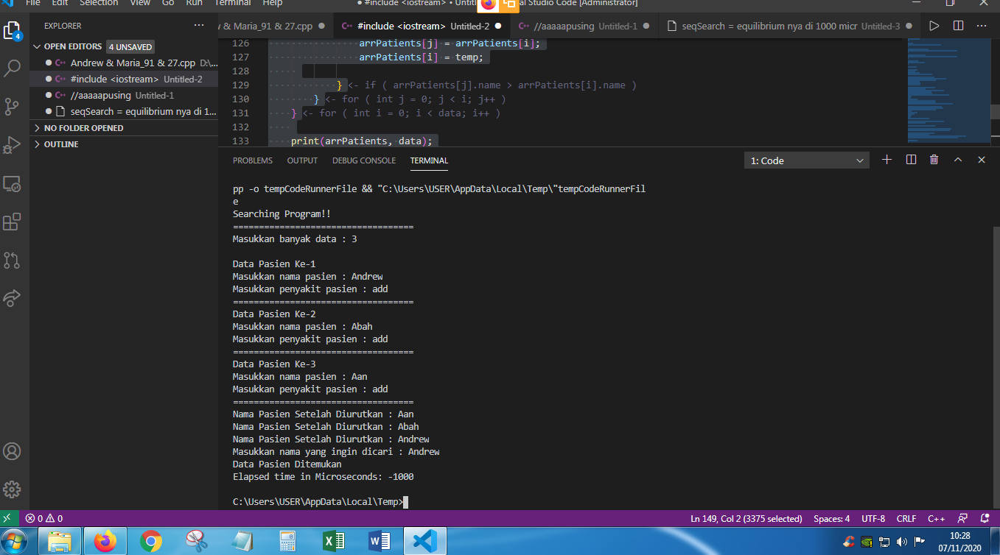 File Edit Selection View Go Run Terminal Help
● #include <iostream> • Untitl
al Studio Code [Administrator]
4
EXPLORER ···
& Maria_91 & 27.cpp ●
#include <iostream> Untitled-2 ●
//aaaaapusing Untitled-1 ●
seqSearch = equilibrium nya di 1000 micr Untitled-3 ●
OPEN EDITORS 4 UNSAVED
● Andrew & Maria_91 & 27.cpp D:\...
● #include <iostream> Untitled-2
● //aaaaapusing Untitled-1
● seqSearch = equilibrium nya di 1...
NO FOLDER OPENED
OUTLINE
126 arrPatients[j] = arrPatients[i];
127 arrPatients[i] = temp;
128
129 } <- if ( arrPatients[j].name > arrPatients[i].name )
130 } <- for ( int j = 0; j < i; j++ )
131 } <- for ( int i = 0; i < data; i++ )
132
133 print(arrPatients, data);
PROBLEMS OUTPUT DEBUG CONSOLE TERMINAL
1: Code
pp -o tempCodeRunnerFile && "C:\Users\USER\AppData\Local\Temp\"tempCodeRunnerFil
e
Searching Program!!
===================================
Masukkan banyak data : 3
Data Pasien Ke-1
Masukkan nama pasien : Andrew
Masukkan penyakit pasien : add
===================================
Data Pasien Ke-2
Masukkan nama pasien : Abah
Masukkan penyakit pasien : add
===================================
Data Pasien Ke-3
Masukkan nama pasien : Aan
Masukkan penyakit pasien : add
===================================
Nama Pasien Setelah Diurutkan : Aan
Nama Pasien Setelah Diurutkan : Abah
Nama Pasien Setelah Diurutkan : Andrew
Masukkan nama yang ingin dicari : Andrew
Data Pasien Ditemukan
Elapsed time in Microseconds: -1000
C:\Users\USER\AppData\Local\Temp>
0 0
Ln 149, Col 2 (3375 selected) Spaces: 4 UTF-8 CRLF C++
10:28
07/11/2020